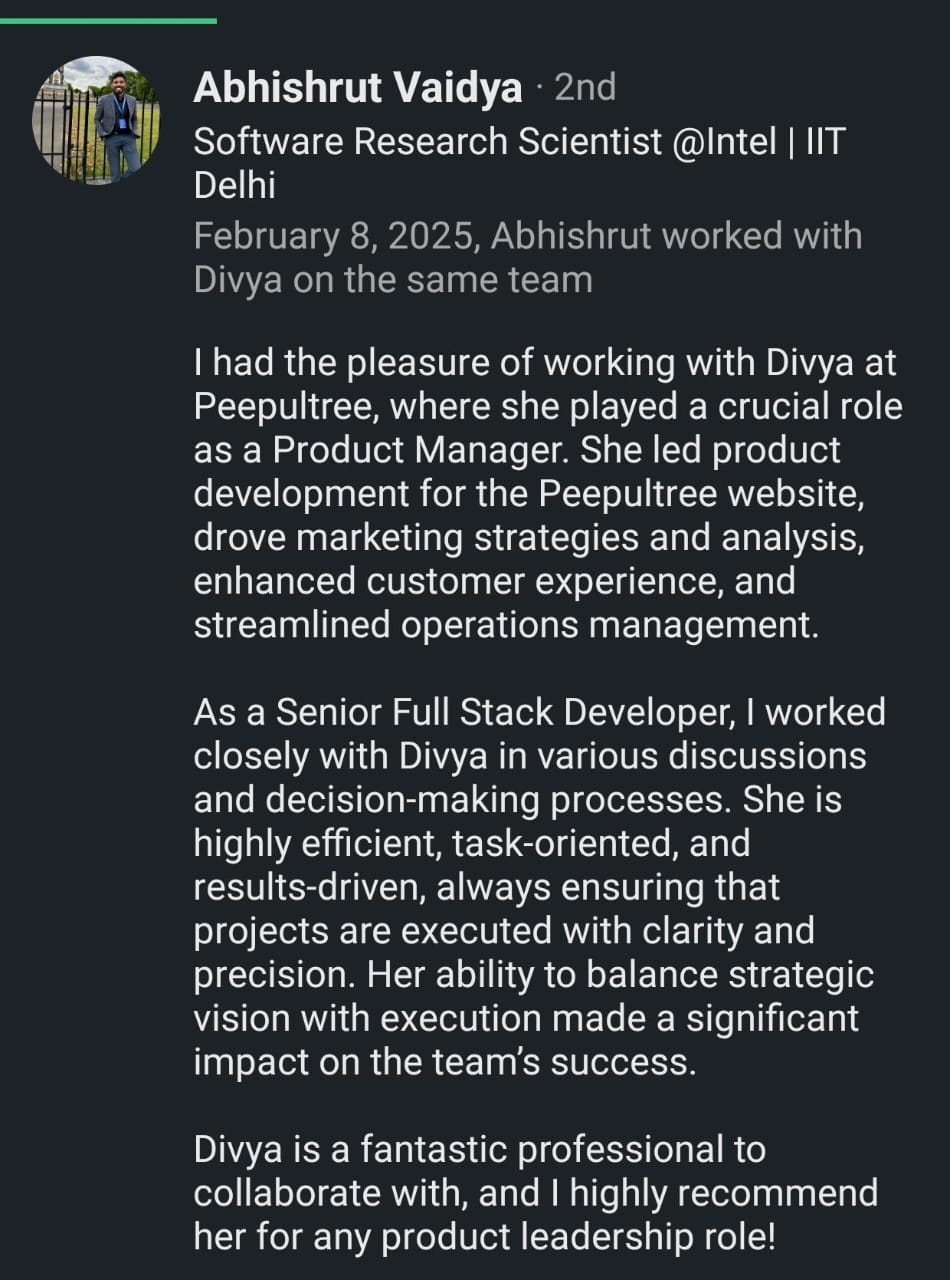 Abhishrut Vaidya · 2nd
Software Research Scientist @Intel | IIT
Delhi
February 8, 2025, Abhishrut worked with
Divya on the same team
I had the pleasure of working with Divya at
Peepultree, where she played a crucial role
as a Product Manager. She led product
development for the Peepultree website,
drove marketing strategies and analysis,
enhanced customer experience, and
streamlined operations management.
As a Senior Full Stack Developer, I worked
closely with Divya in various discussions
and decision-making processes. She is
highly efficient, task-oriented, and
results-driven, always ensuring that
projects are executed with clarity and
precision. Her ability to balance strategic
vision with execution made a significant
impact on the team’s success.
Divya is a fantastic professional to
collaborate with, and I highly recommend
her for any product leadership role!